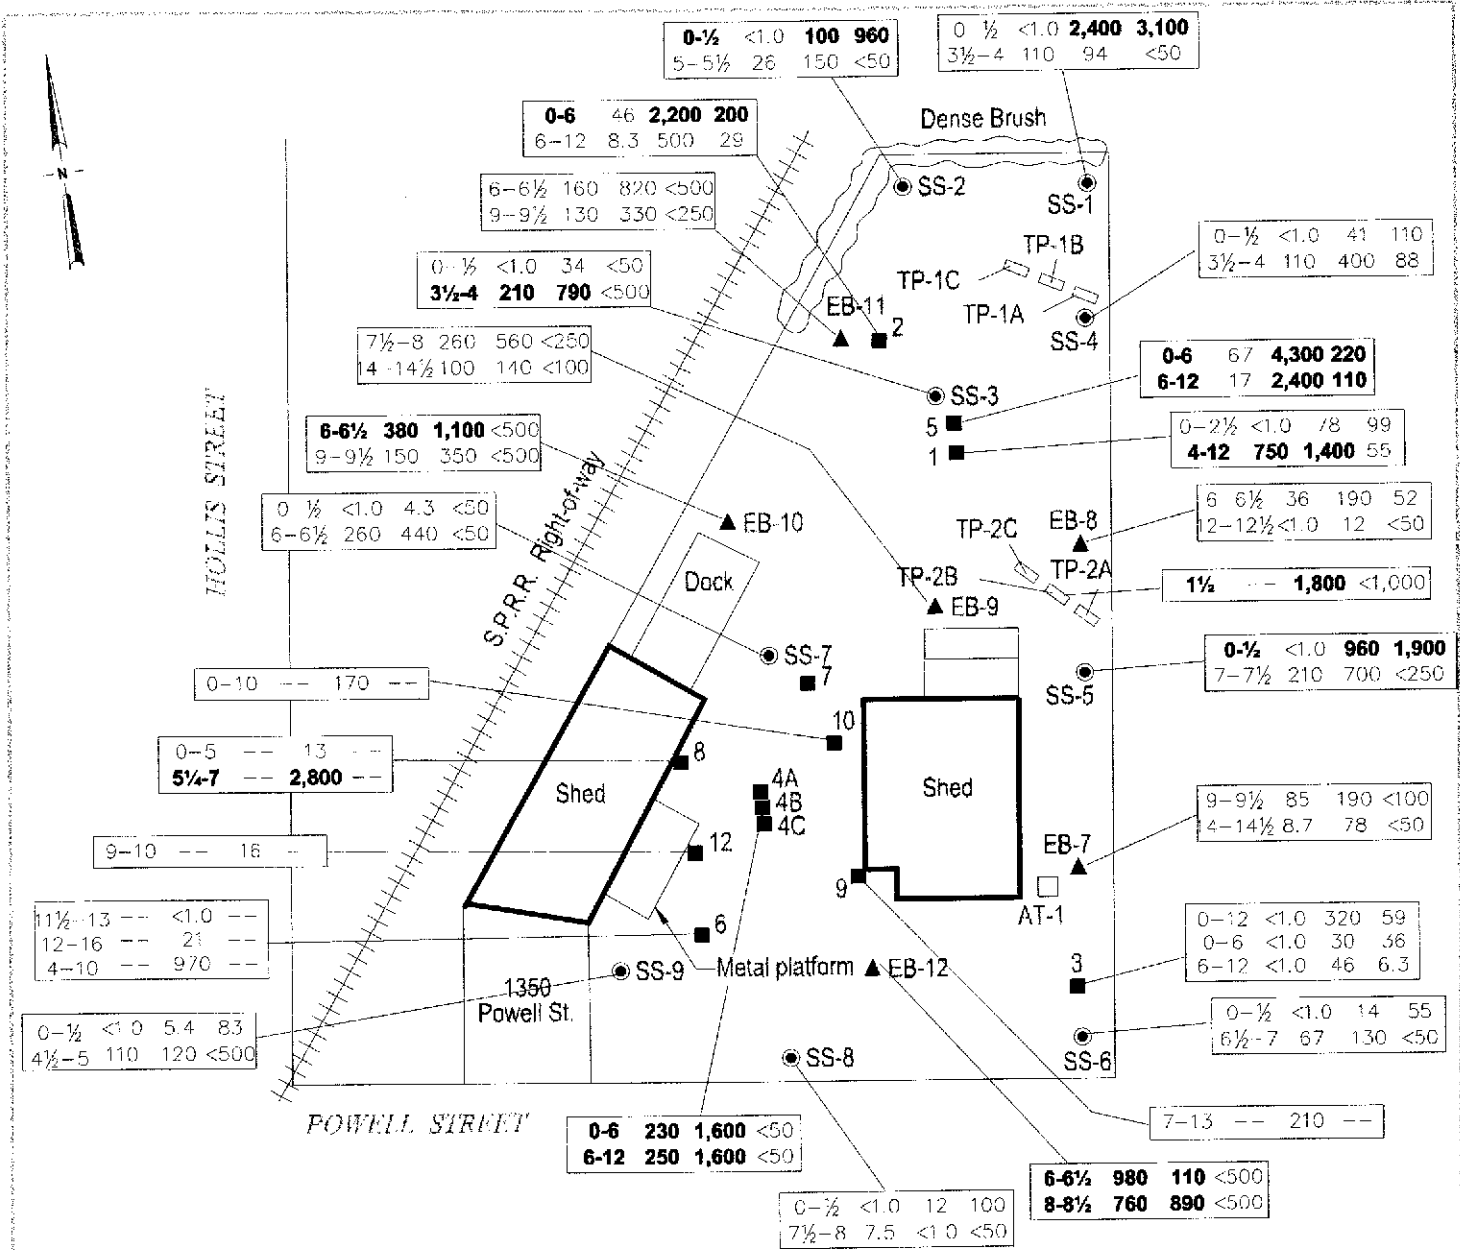 0-½ <1.0 100 960
5-5½ 26 150 <50
0 ½ <1.0 2,400 3,100
3½-4 110 94 <50
Dense Brush
0-6 46 2,200 200
6-12 8.3 500 29
N
SS-2
SS-1
6-6½ 160 820 <500
9-9½ 130 330 <250
0-½ <1.0 41 110
3½-4 110 400 88
TP-1B
TP-1C
TP-1A
0-½ <1.0 34 <50
3½-4 210 790 <500
EB-11
2
SS-4
7½-8 260 560 <250
14-14½ 100 140 <100
0-6 67 4,300 220
6-12 17 2,400 110
SS-3
5
1
0-2½ <1.0 78 99
4-12 750 1,400 55
HOLLIS STREET
6-6½ 380 1,100 <500
9-9½ 150 350 <500
S.P.R.R. Right-of-way
0 ½ <1.0 4.3 <50
6-6½ 260 440 <50
EB-10
6 6½ 36 190 52
12-12½ <1.0 12 <50
EB-8
TP-2C
TP-2B
TP-2A
Dock
1½ -- 1,800 <1,000
EB-9
SS-7
7
0-½ <1.0 960 1,900
7-7½ 210 700 <250
SS-5
0-10 -- 170 --
10
0-5 -- 13 --
5¼-7 -- 2,800 --
8
Shed
4A
4B
4C
Shed
9-9½ 85 190 <100
4-14½ 8.7 78 <50
EB-7
9-10 -- 16 -
12
9
AT-1
11½-13 -- <1.0 --
12-16 -- 21 --
4-10 -- 970 --
6
0-12 <1.0 320 59
0-6 <1.0 30 36
6-12 <1.0 46 6.3
3
SS-9
Metal platform
EB-12
1350
Powell St.
0-½ <1.0 5.4 83
4½-5 110 120 <500
0-½ <1.0 14 55
6½-7 67 130 <50
SS-8
SS-6
POWELL STREET
0-6 230 1,600 <50
6-12 250 1,600 <50
7-13 -- 210 --
6-6½ 980 110 <500
8-8½ 760 890 <500
0-½ <1.0 12 100
7½-8 7.5 <1.0 <50